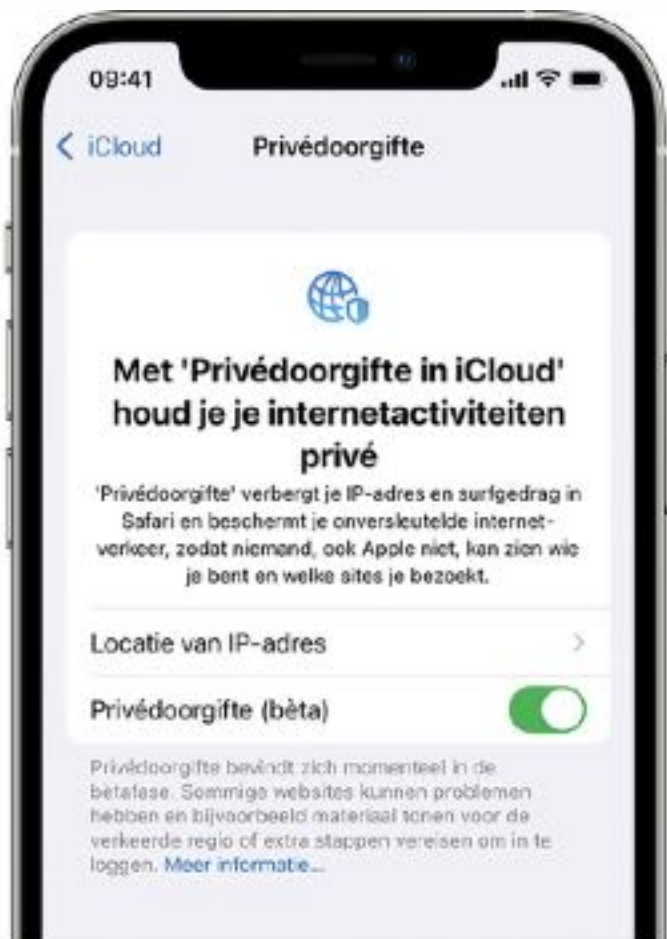 09:41
iCloud
Privédoorgifte
Met 'Privédoorgifte in iCloud'
houd je je internetactiviteiten
privé
'Privédoorgifte' verbergt je IP-adres en surfgedrag in
Safari en beschermt je onversleutelde internet-
verkeer, zodat niemand, ook Apple niet, kan zien wie
je bent en welke sites je bezoekt.
Locatie van IP-adres
Privédoorgifte (bèta)
Privédoorgifte bevindt zich momenteel in de
bètafase. Sommige websites kunnen problemen
hebben en bijvoorbeeld materiaal tonen voor de
verkeerde regio of extra stappen vereisen om in te
loggen. Meer informatie...